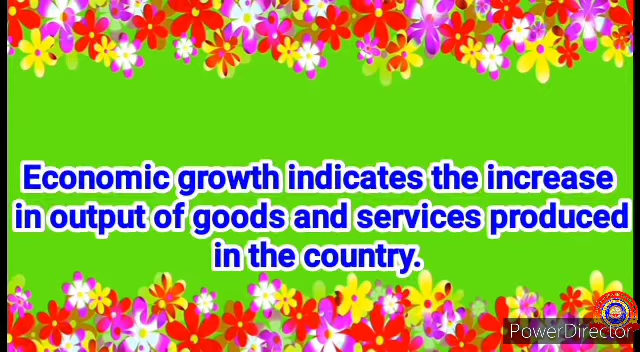 Economic growth indicates the increase
in output of goods and services produced
in the country.
PowerDirector